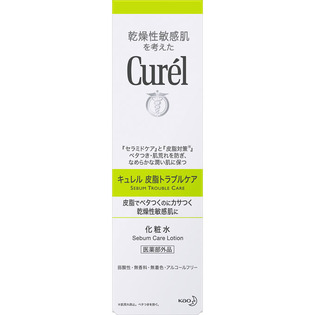 乾燥性敏感肌
を考えた
Curél
『セラミドケア』と『皮脂対策※』
ベタつき・肌荒れを防ぎ、
なめらかな潤い肌に保つ
キュレル 皮脂トラブルケア
SEBUM TROUBLE CARE
皮脂でベタつくのにカサつく
乾燥性敏感肌に
化粧水
Sebum Care Lotion
医薬部外品
弱酸性・無香料・無着色・アルコールフリー
Kao